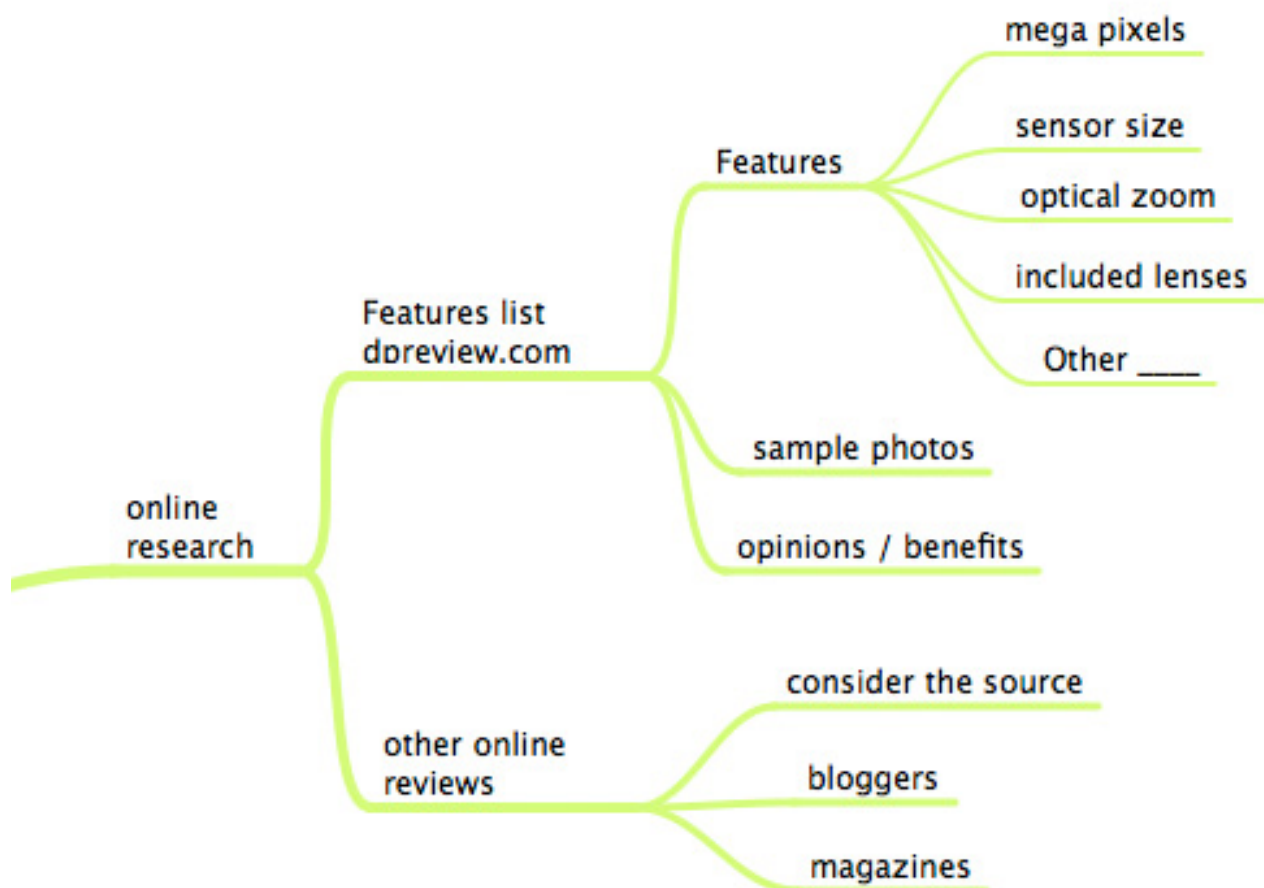 mega pixels
sensor size
Features
optical zoom
included lenses
Features list
dpreview.com
Other ____
sample photos
online
research
opinions / benefits
consider the source
other online
reviews
bloggers
magazines